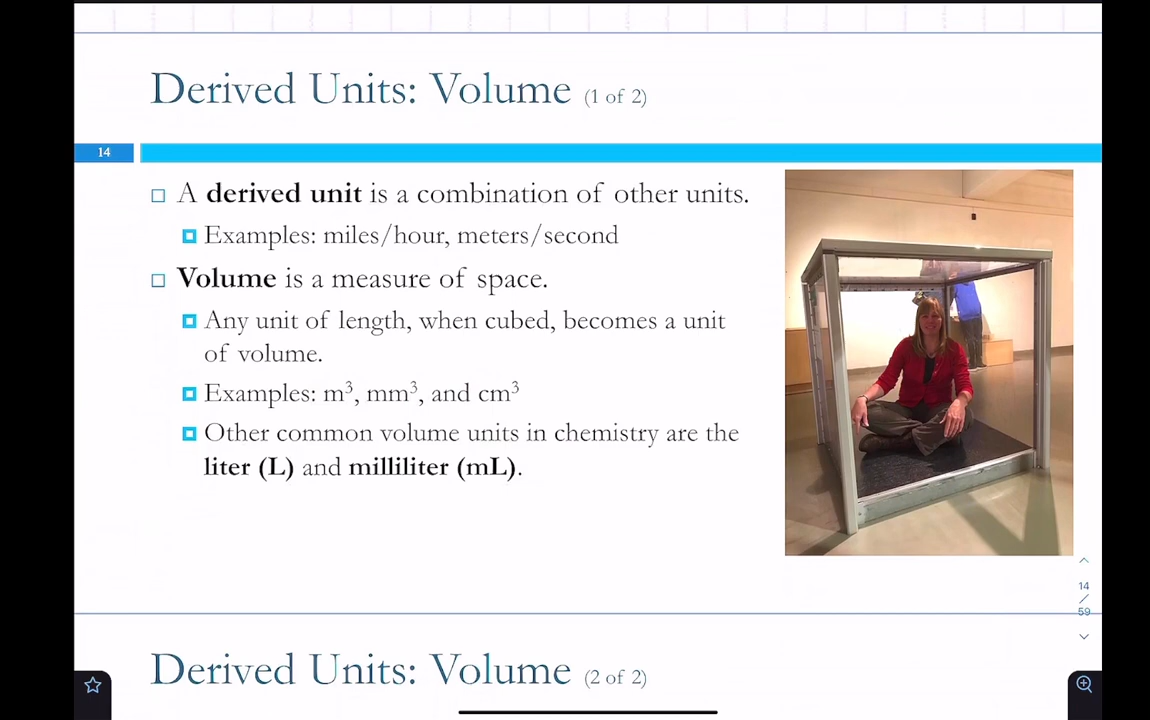 Derived Units: Volume (1 of 2)
14
A derived unit is a combination of other units.
Examples: miles/hour, meters/second
Volume is a measure of space.
Any unit of length, when cubed, becomes a unit
of volume.
Examples: m³, mm³, and cm³
Other common volume units in chemistry are the
liter (L) and milliliter (mL).
14
/
59
Derived Units: Volume (2 of 2)